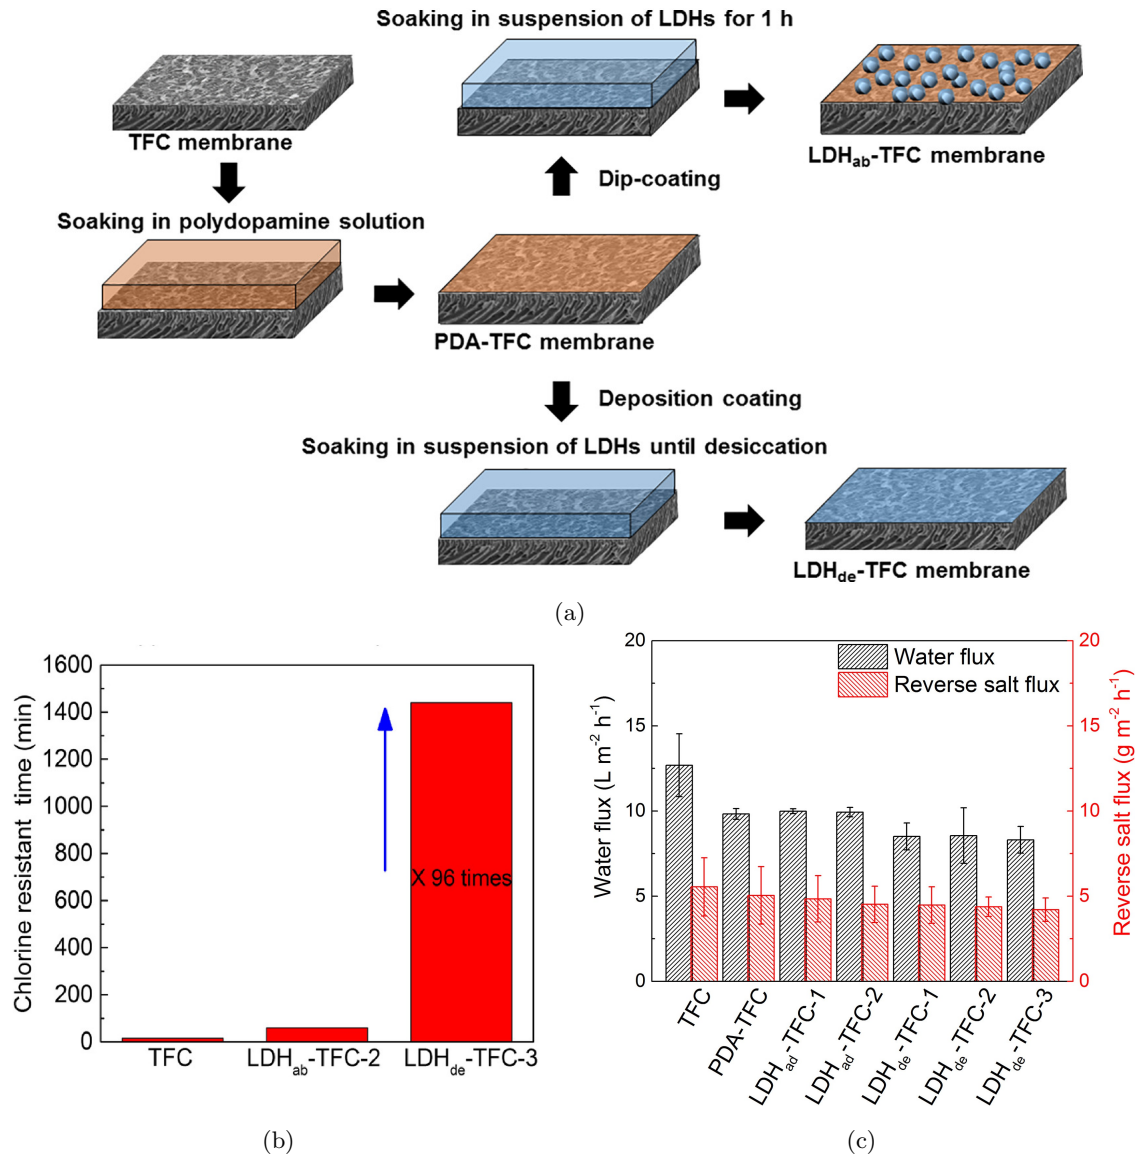 Soaking in suspension of LDHs for 1 h
TFC membrane
LDHab-TFC membrane
Dip-coating
Soaking in polydopamine solution
PDA-TFC membrane
Deposition coating
Soaking in suspension of LDHs until desiccation
LDHde-TFC membrane
(a)
Chlorine resistant time (min)
1600
1400
1200
1000
800
600
400
200
0
X 96 times
TFC
LDHab-TFC-2
LDHde-TFC-3
(b)
Water flux (L m-2 h-1)
20
15
10
5
0
Water flux
Reverse salt flux
20
15
10
5
0
Reverse salt flux (g m-2 h-1)
TFC
PDA-TFC
LDHad-TFC-1
LDHad-TFC-2
LDHde-TFC-1
LDHde-TFC-2
LDHde-TFC-3
(c)